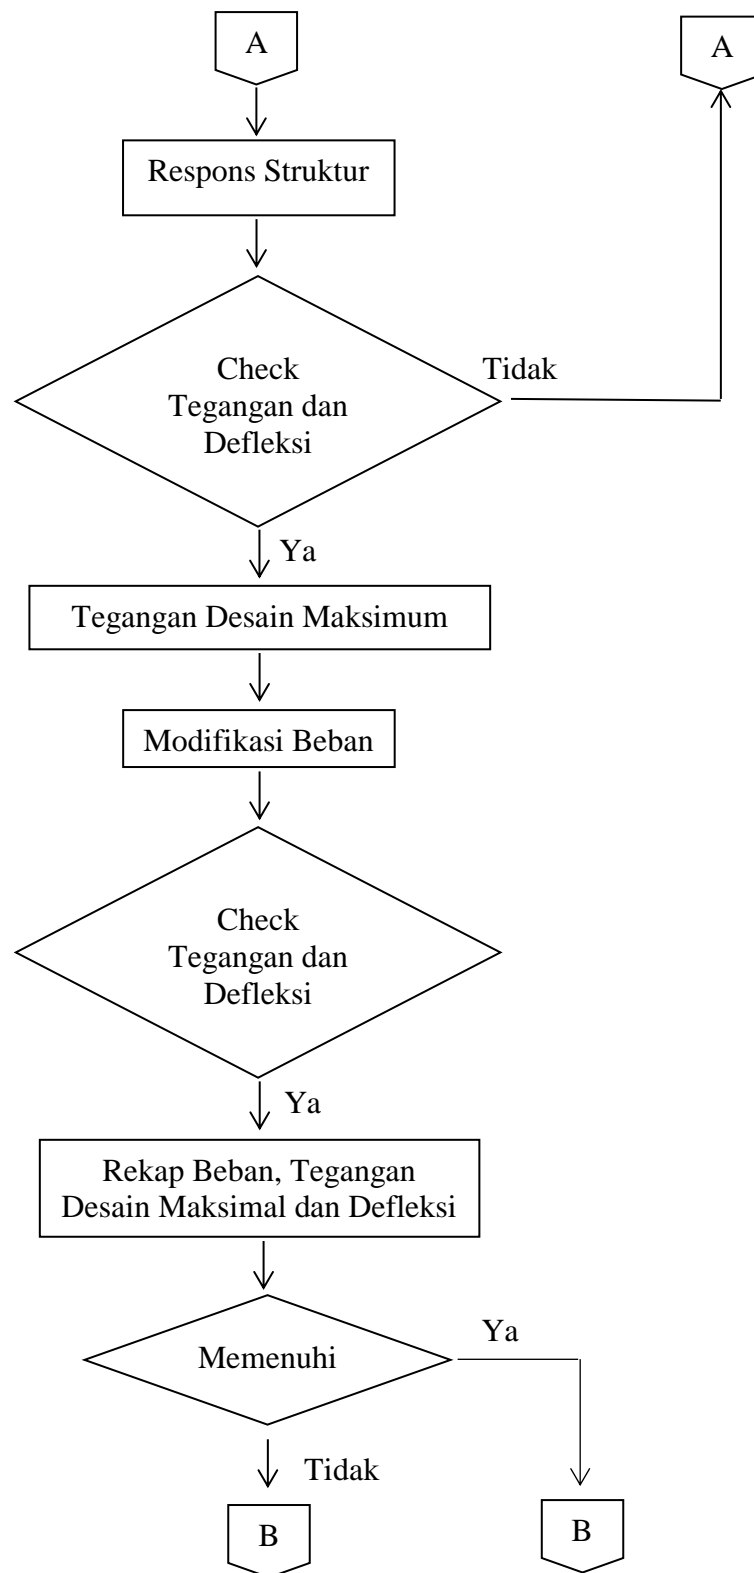 A
A
Respons Struktur
Check
Tegangan dan
Defleksi
Tidak
Ya
Tegangan Desain Maksimum
Modifikasi Beban
Check
Tegangan dan
Defleksi
Ya
Rekap Beban, Tegangan
Desain Maksimal dan Defleksi
Memenuhi
Ya
Tidak
B
B